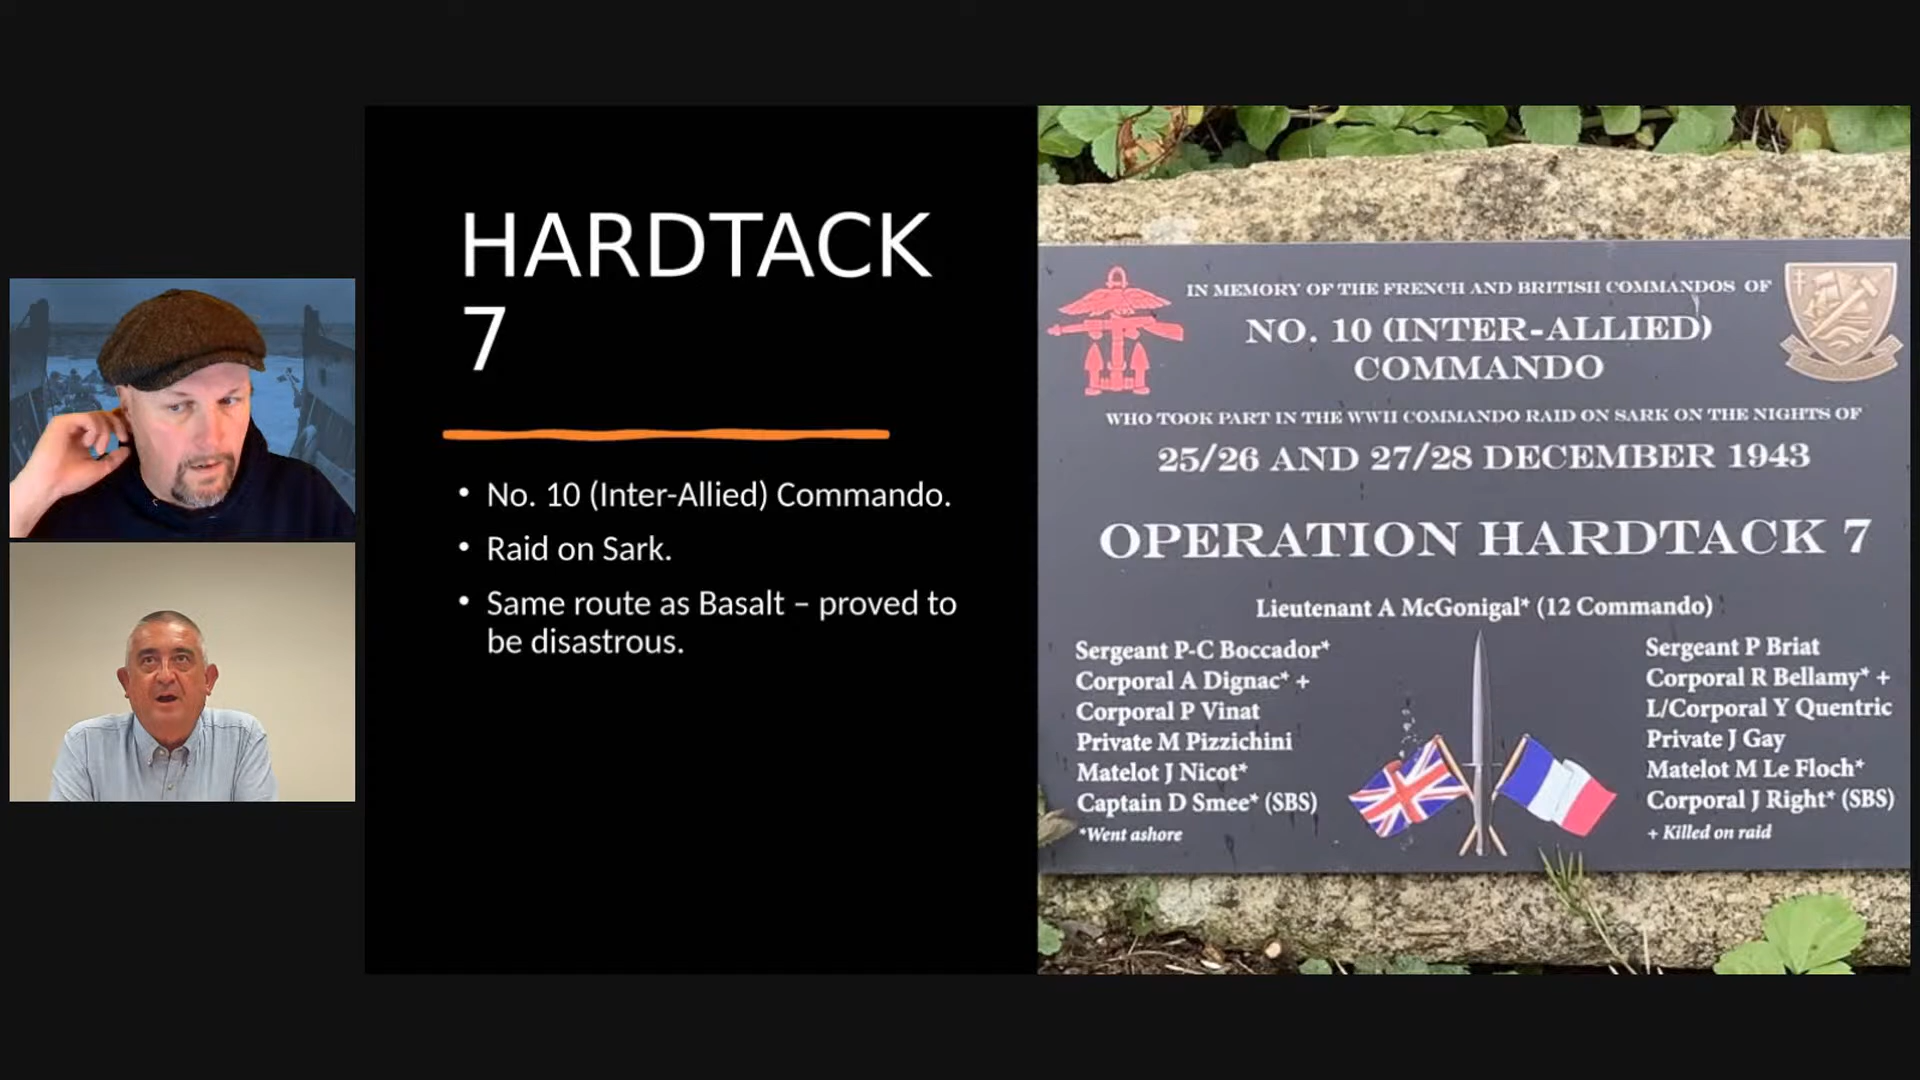 HARDTACK
7
• No. 10 (Inter-Allied) Commando.
• Raid on Sark.
• Same route as Basalt – proved to
be disastrous.
IN MEMORY OF THE FRENCH AND BRITISH COMMANDOS OF
NO. 10 (INTER-ALLIED)
COMMANDO
WHO TOOK PART IN THE WWII COMMANDO RAID ON SARK ON THE NIGHTS OF
25/26 AND 27/28 DECEMBER 1943
OPERATION HARDTACK 7
Lieutenant A McGonigal* (12 Commando)
Sergeant P-C Boccador*
Corporal A Dignac* +
Corporal P Vinat
Private M Pizzichini
Matelot J Nicot*
Captain D Smee* (SBS)
*Went ashore
Sergeant P Briat
Corporal R Bellamy* +
L/Corporal Y Quentric
Private J Gay
Matelot M Le Floch*
Corporal J Right* (SBS)
+ Killed on raid